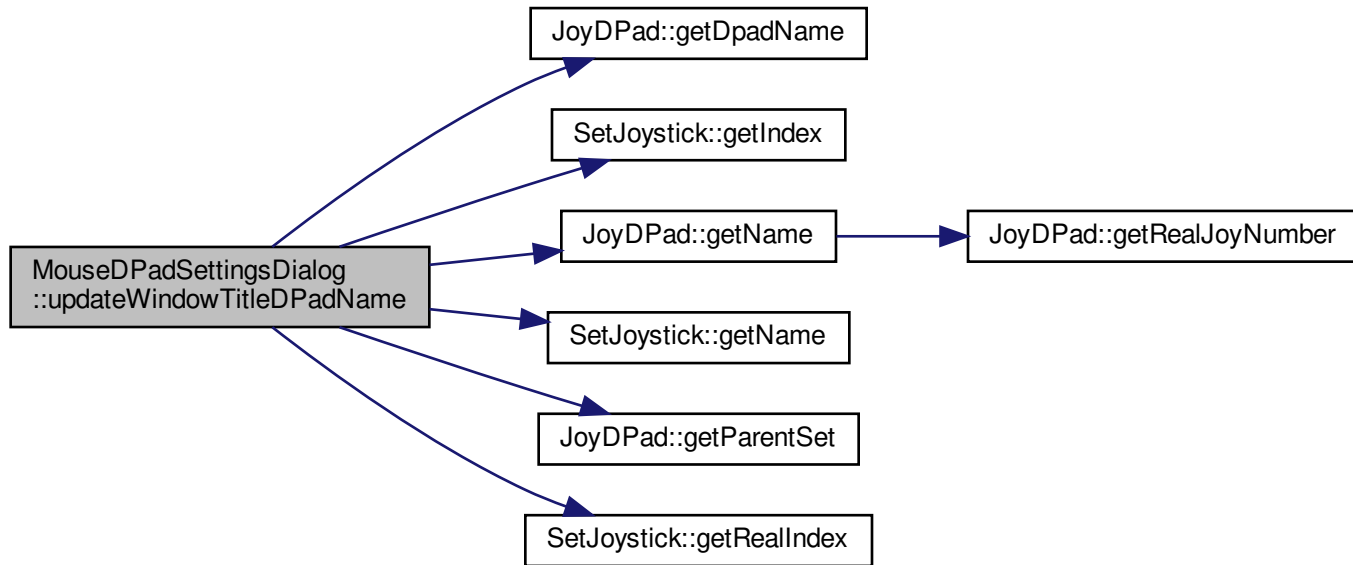 JoyDPad::getDpadName
SetJoystick::getIndex
JoyDPad::getName
JoyDPad::getRealJoyNumber
MouseDPadSettingsDialog
::updateWindowTitleDPadName
SetJoystick::getName
JoyDPad::getParentSet
SetJoystick::getRealIndex